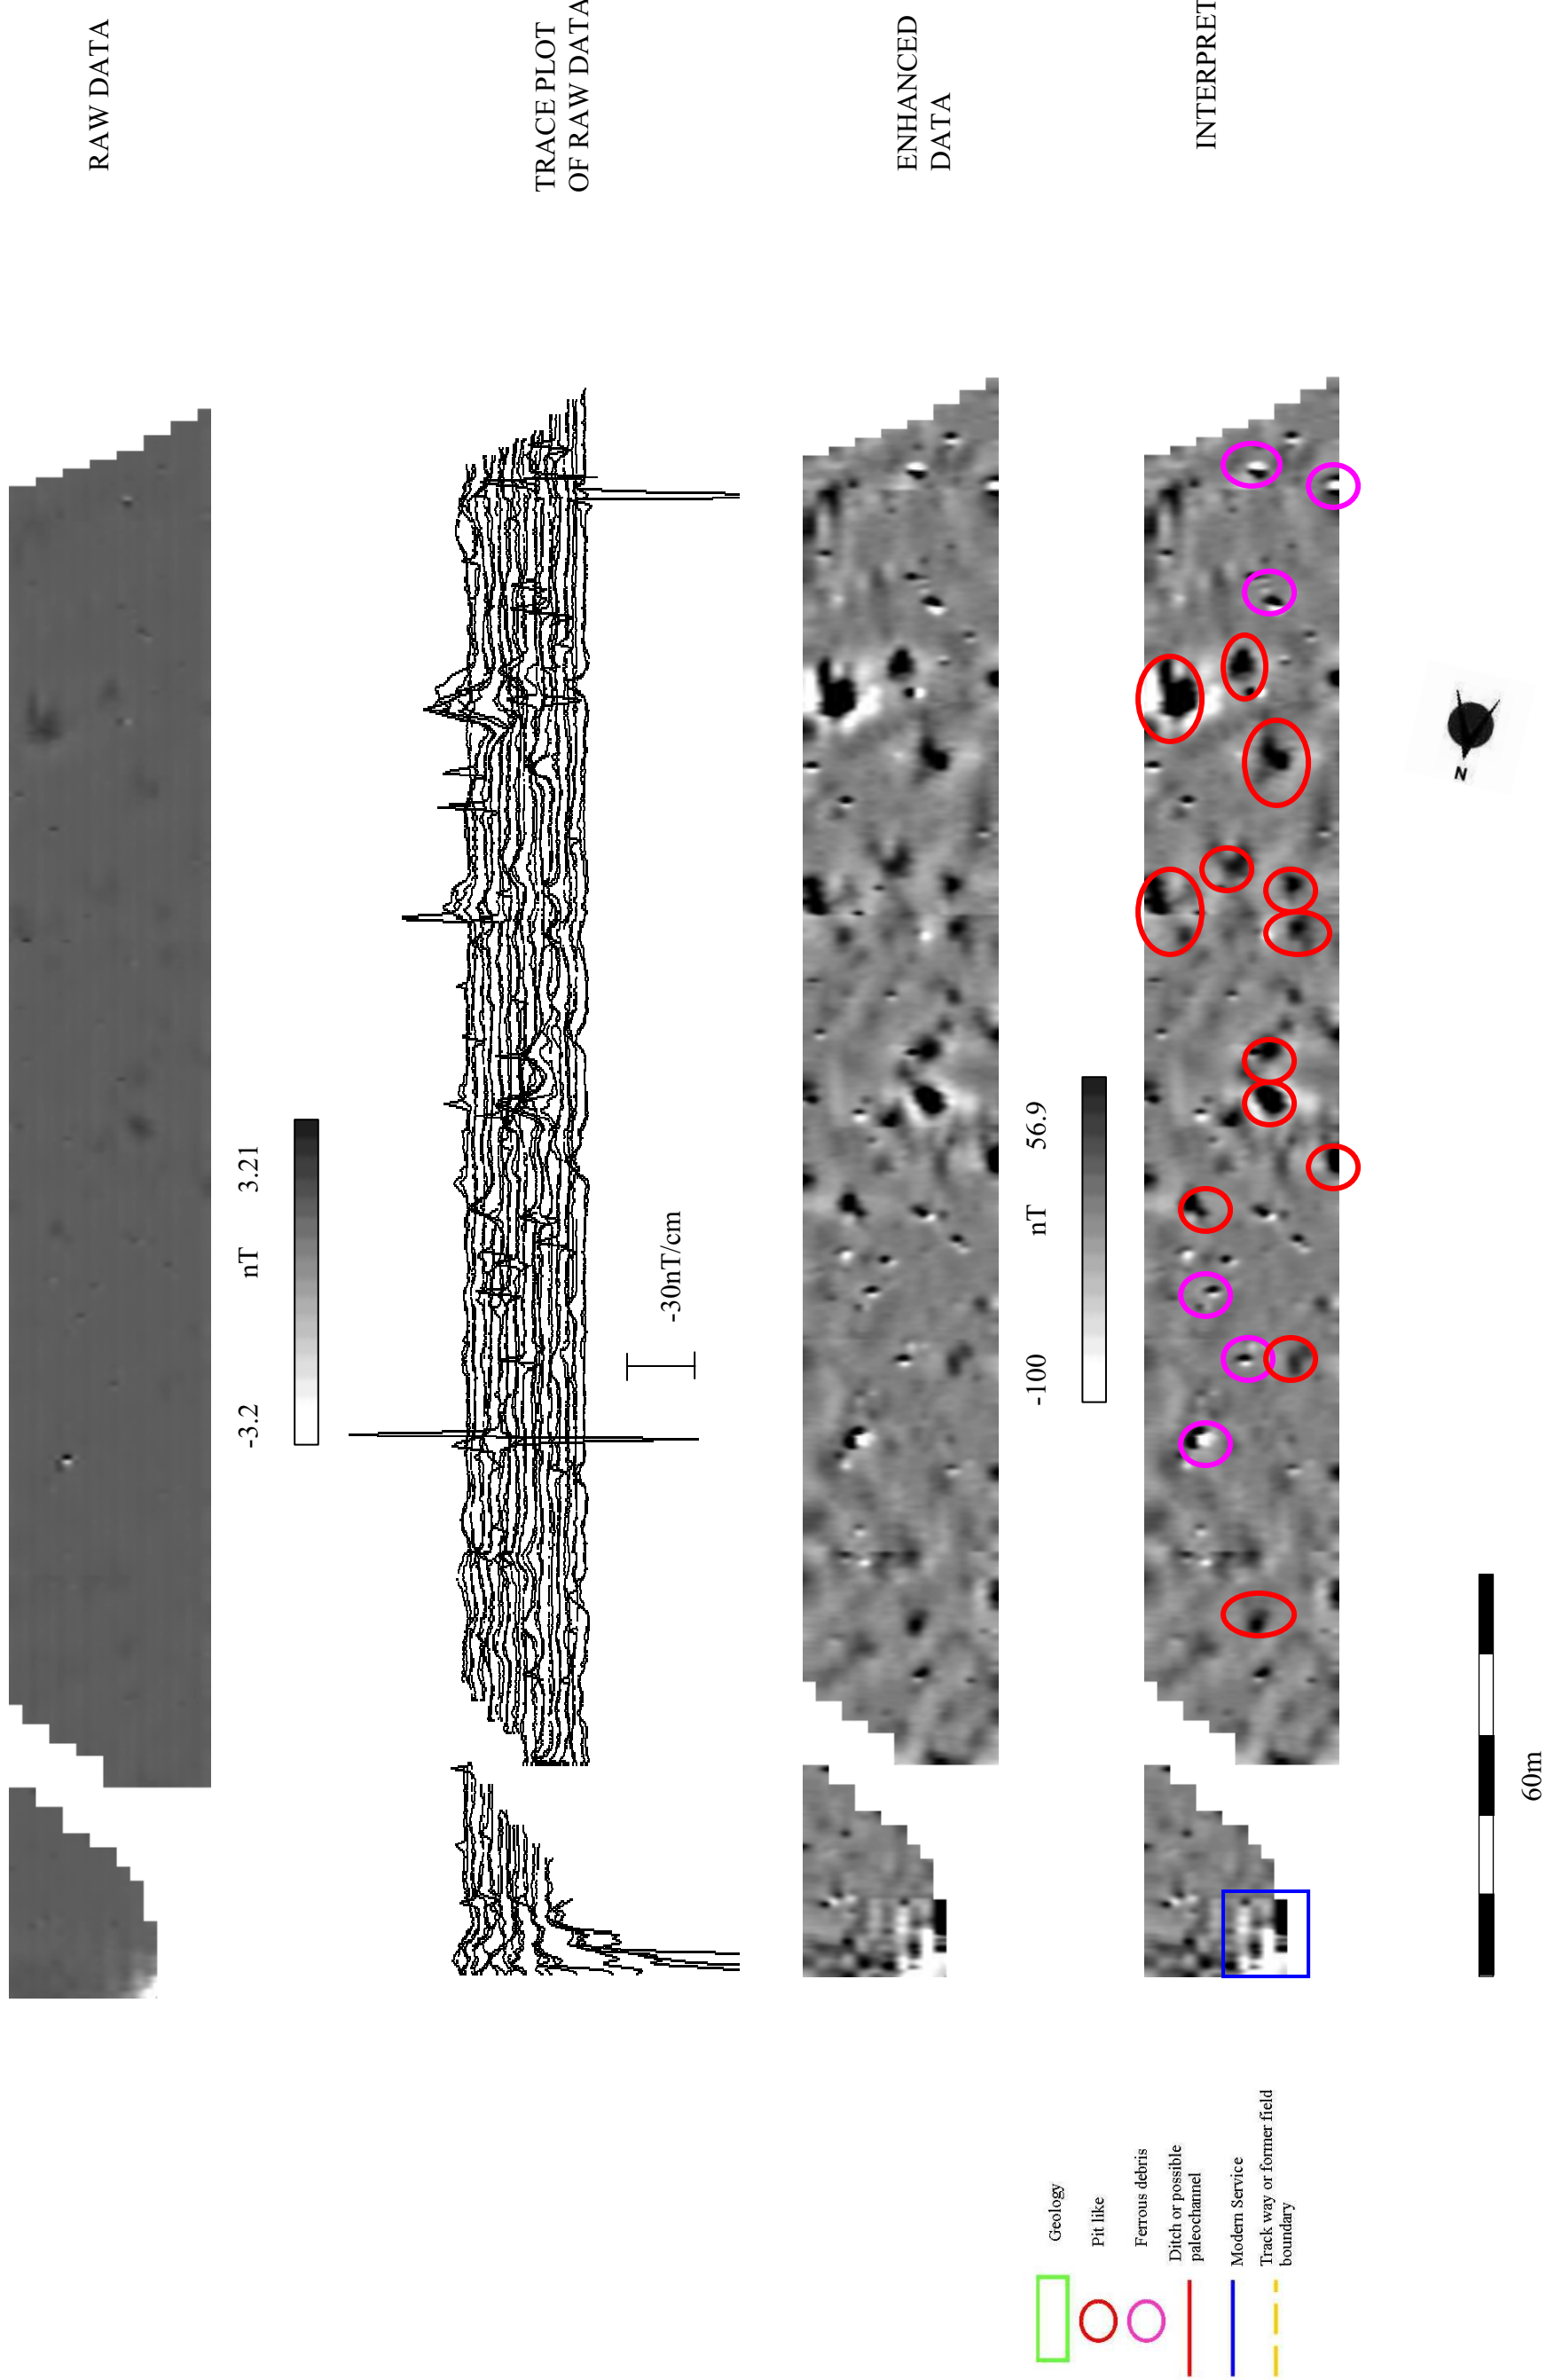 RAW DATA
TRACE PLOT
OF RAW DATA
ENHANCED
DATA
INTERPRET
-3.2 nT 3.21
-30nT/cm
-100 nT 56.9
N
60m
Geology
Pit like
Ferrous debris
Ditch or possible
paleochannel
Modern Service
Track way or former field
boundary